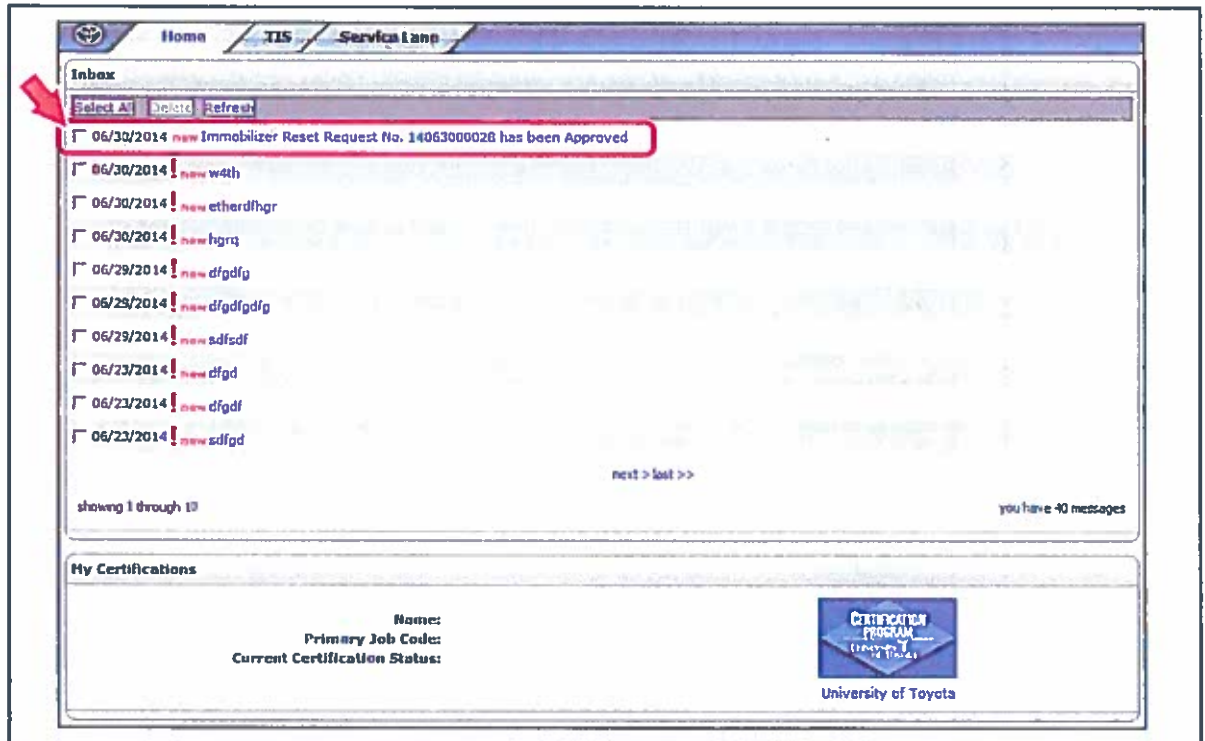 Home TIS Service Lane
Inbox
Select All Delete Refresh
06/30/2014 new Immobilizer Reset Request No. 14063000028 has been Approved
06/30/2014 ! new w4th
06/30/2014 ! new etherdfhgr
06/30/2014 ! new hgrq
06/29/2014 ! new dfgdfg
06/29/2014 ! new dfgdfgdfg
06/29/2014 ! new sdfsdf
06/23/2014 ! new dfgd
06/23/2014 ! new dfgdf
06/23/2014 ! new sdfgd
next > last >>
showing 1 through 10
you have 40 messages
My Certifications
Name:
Primary Job Code:
Current Certification Status:
CERTIFICATION
PROGRAM
University of Toyota